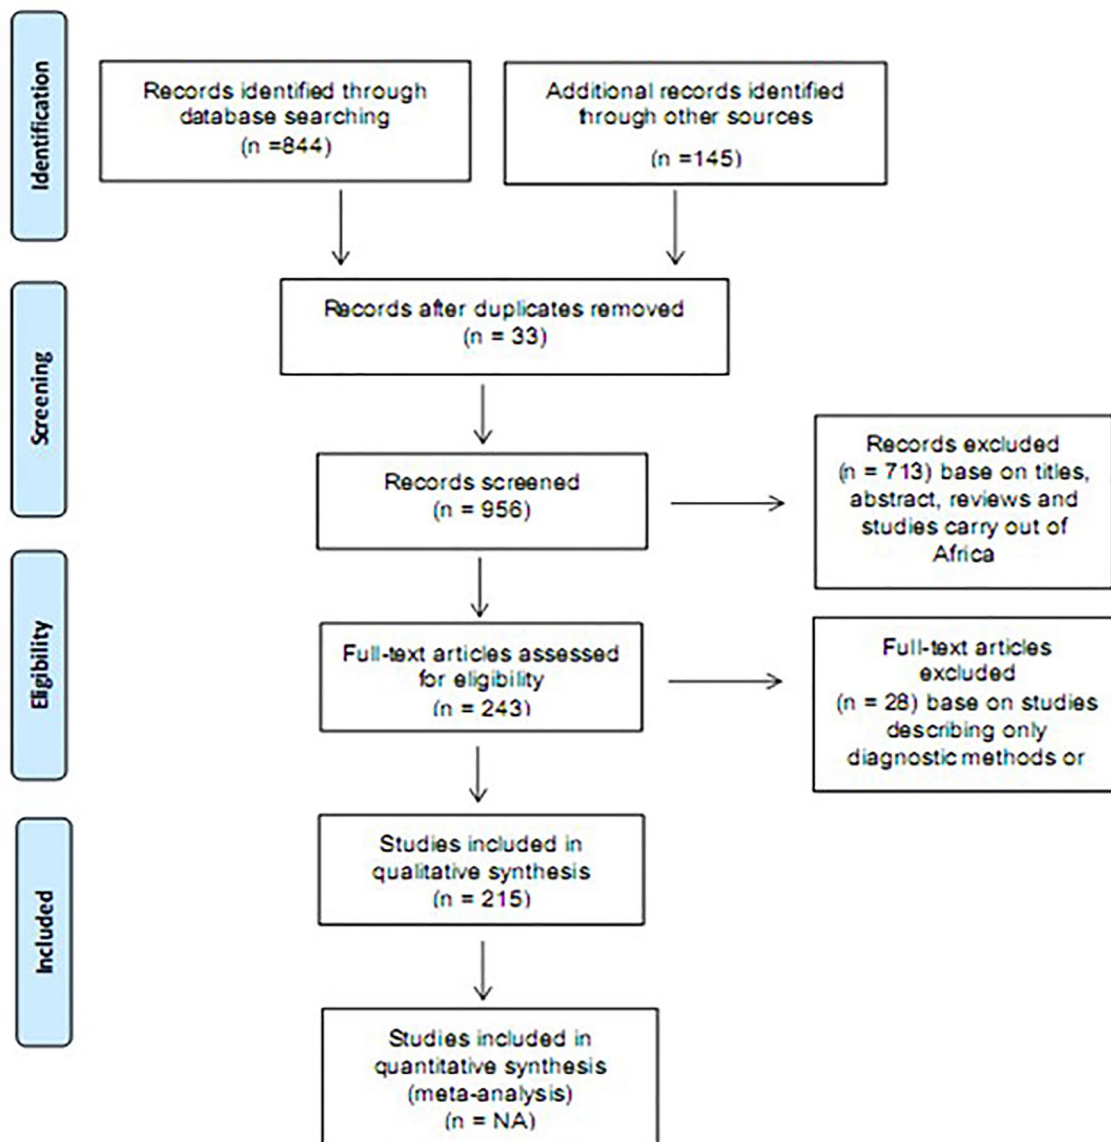 Identification
Records identified through
database searching
(n =844)
Additional records identified
through other sources
(n =145)
Screening
Records after duplicates removed
(n = 33)
Records screened
(n = 956)
Records excluded
(n = 713) base on titles,
abstract, reviews and
studies carry out of
Africa
Eligibility
Full-text articles assessed
for eligibility
(n = 243)
Full-text articles
excluded
(n = 28) base on studies
describing only
diagnostic methods or
Included
Studies included in
qualitative synthesis
(n = 215)
Studies included in
quantitative synthesis
(meta-analysis)
(n = NA)